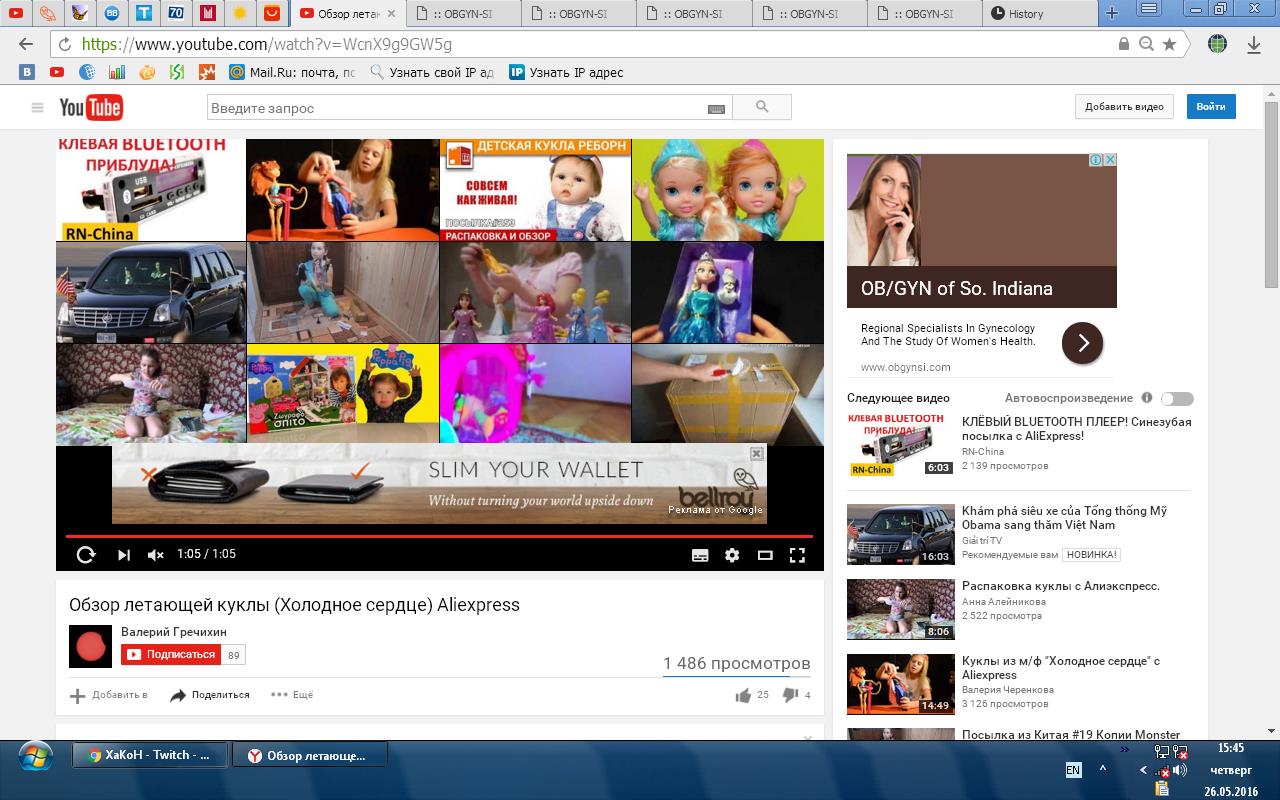 Обзор лета
:: OBGYN-SI
:: OBGYN-SI
:: OBGYN-SI
:: OBGYN-SI
:: OBGYN-SI
History
https://www.youtube.com/watch?v=WcnX9g9GW5g
Mail.Ru: почта, пс
Узнать свой IP ад
IP
Узнать IP адрес
YouTube
Введите запрос
Добавить видео
Войти
КЛЕВАЯ BLUETOOTH
ПРИБЛУДА!
RN-China
ДЕТСКАЯ КУКЛА РЕБОРН
СОВСЕМ
КАК ЖИВАЯ!
ПОСЫЛКА#253
РАСПАКОВКА И ОБЗОР
Peppa Pig
ζωγραφο
σπίτο
SLIM YOUR WALLET
Without turning your world upside down
bellroy
Реклама от Google
1:05 / 1:05
Обзор летающей куклы (Холодное сердце) Aliexpress
Валерий Гречихин
Подписаться
89
1 486 просмотров
Добавить в
Поделиться
Ещё
25
4
OB/GYN of So. Indiana
Regional Specialists In Gynecology
And The Study Of Women's Health.
www.obgynsi.com
Следующее видео
Автовоспроизведение
КЛЕВАЯ BLUETOOTH
ПРИБЛУДА!
RN-China
6:03
КЛЁВЫЙ BLUETOOTH ПЛЕЕР! Синезубая
посылка с AliExpress!
RN-China
2 139 просмотров
16:03
Khám phá siêu xe của Tổng thống Mỹ
Obama sang thăm Việt Nam
Giải trí TV
Рекомендуемые вам
НОВИНКА!
8:06
Распаковка куклы с Алиэкспресс.
Анна Алейникова
2 522 просмотра
14:49
Куклы из м/ф "Холодное сердце" с
Aliexpress
Валерия Черенкова
3 126 просмотров
Посылка из Китая #19 Копии Monster
XaKoH - Twitch - ...
Обзор летающе...
EN
15:45
четверг
26.05.2016